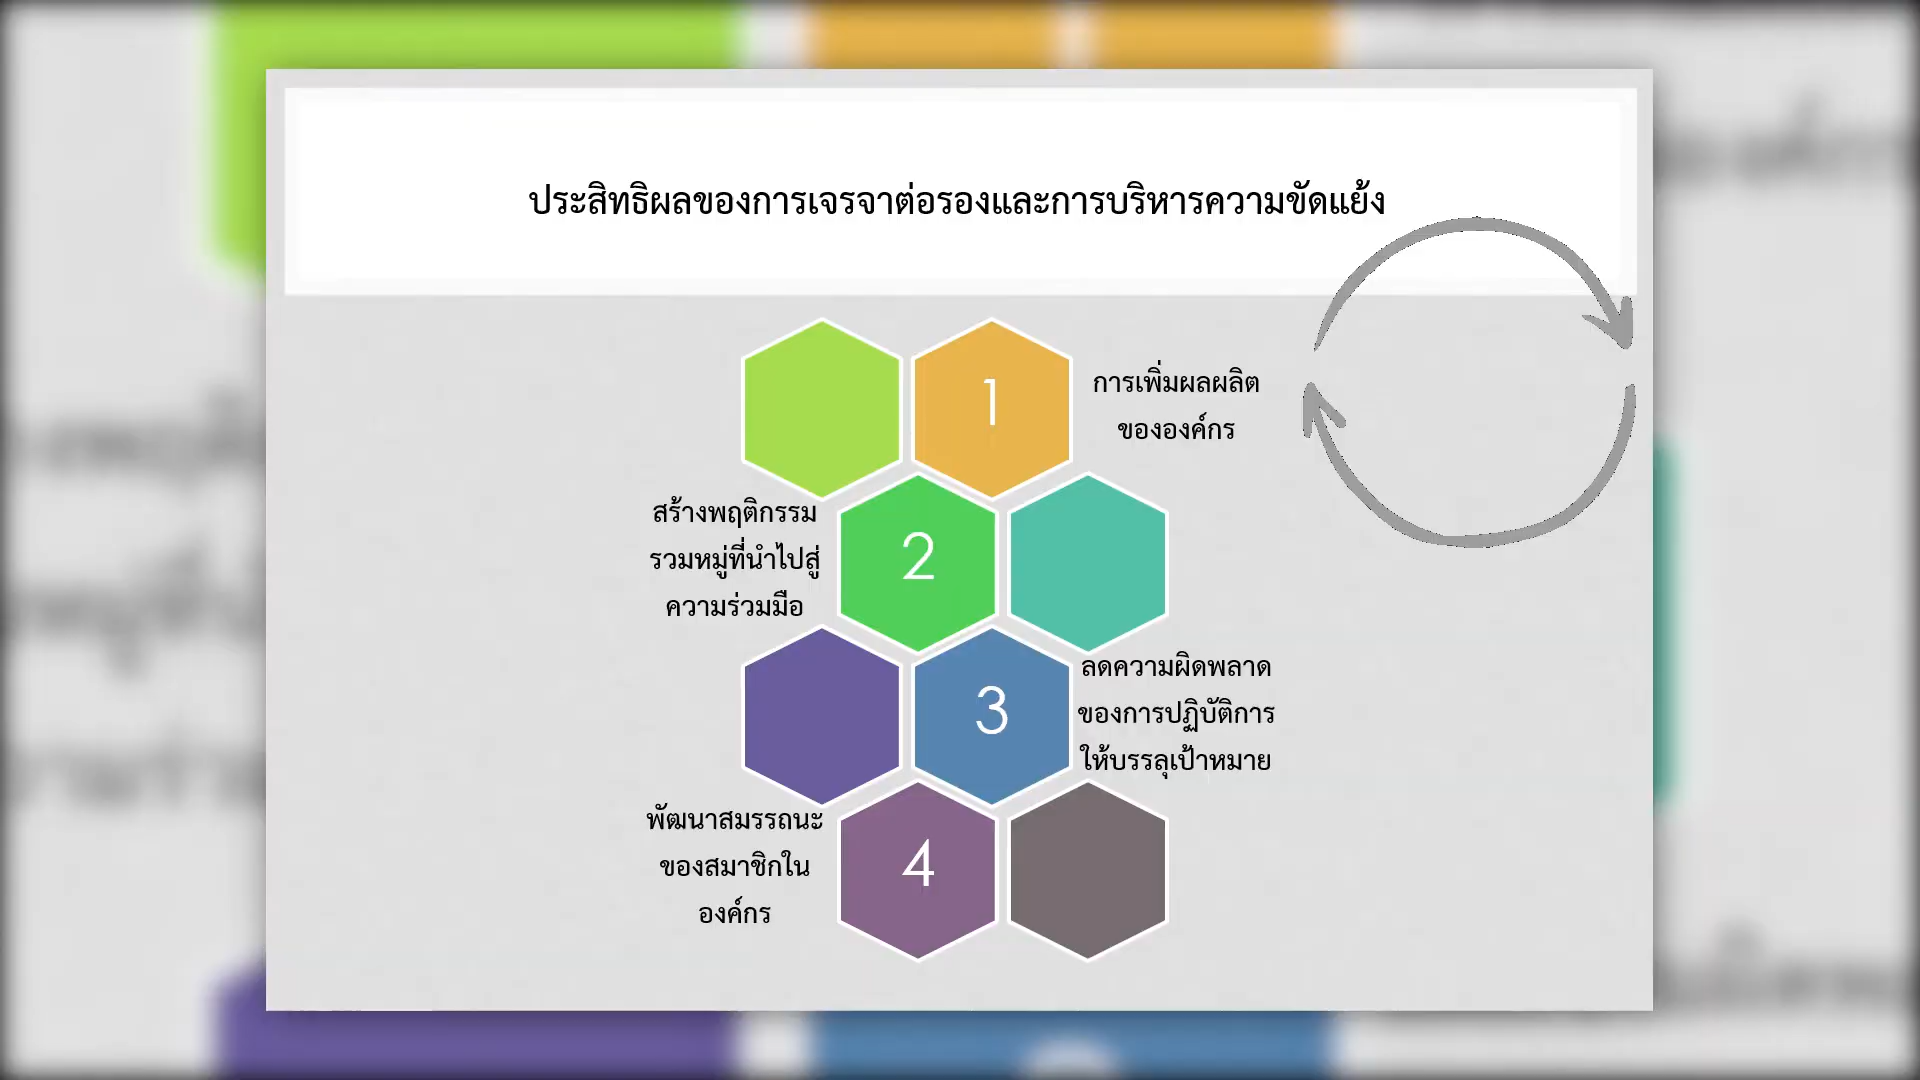 ประสิทธิผลของการเจรจาต่อรองและการบริหารความขัดแย้ง
1
การเพิ่มผลผลิต
ขององค์กร
สร้างพฤติกรรม
รวมหมู่ที่นำไปสู่
ความร่วมมือ
2
3
ลดความผิดพลาด
ของการปฏิบัติการ
ให้บรรลุเป้าหมาย
พัฒนาสมรรถนะ
ของสมาชิกใน
องค์กร
4